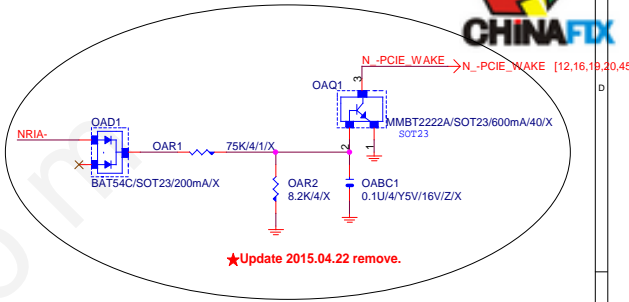 CHiNAFIX
N_-PCIE_WAKE
N_-PCIE_WAKE [12,16,19,20,45
D
3
OAQ1
MMBT2222A/SOT23/600mA/40/X
SOT23
OAD1
NRIA-
OAR1
75K/4/1/X
2
1
BAT54C/SOT23/200mA/X
OAR2
8.2K/4/X
OABC1
0.1U/4/Y5V/16V/Z/X
★Update 2015.04.22 remove.